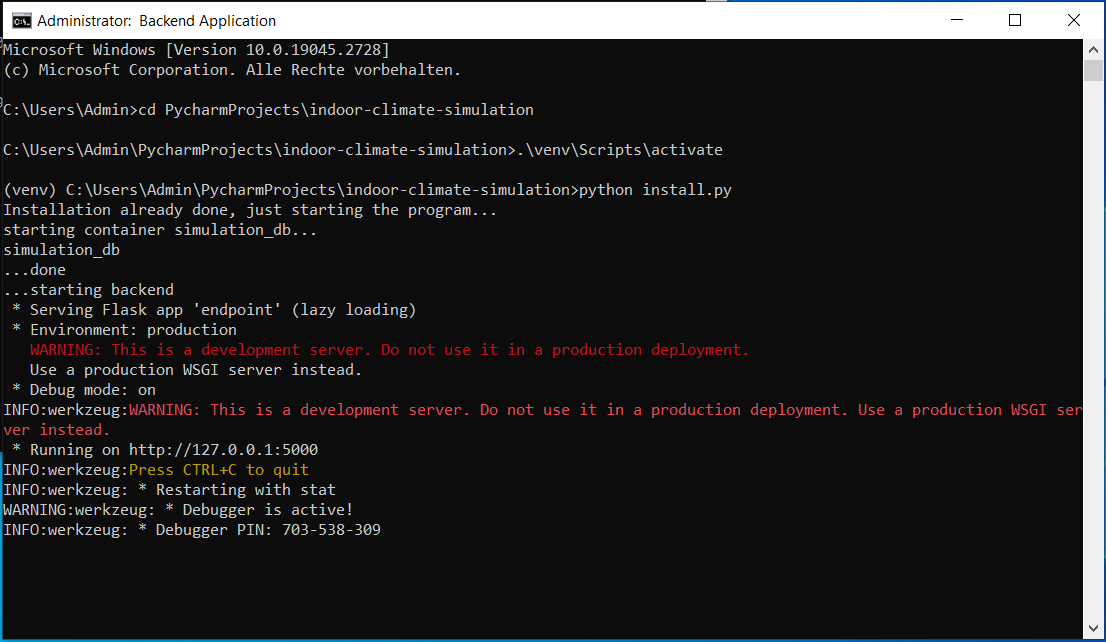 Administrator:  Backend Application
Microsoft Windows [Version 10.0.19045.2728]
(c) Microsoft Corporation. Alle Rechte vorbehalten.
C:\Users\Admin>cd PycharmProjects\indoor-climate-simulation
C:\Users\Admin\PycharmProjects\indoor-climate-simulation>.\venv\Scripts\activate
(venv) C:\Users\Admin\PycharmProjects\indoor-climate-simulation>python install.py
Installation already done, just starting the program...
starting container simulation_db...
simulation_db
...done
...starting backend
 * Serving Flask app 'endpoint' (lazy loading)
 * Environment: production
   WARNING: This is a development server. Do not use it in a production deployment.
   Use a production WSGI server instead.
 * Debug mode: on
INFO:werkzeug:WARNING: This is a development server. Do not use it in a production deployment. Use a production WSGI ser
ver instead.
 * Running on http://127.0.0.1:5000
INFO:werkzeug:Press CTRL+C to quit
INFO:werkzeug: * Restarting with stat
WARNING:werkzeug: * Debugger is active!
INFO:werkzeug: * Debugger PIN: 703-538-309